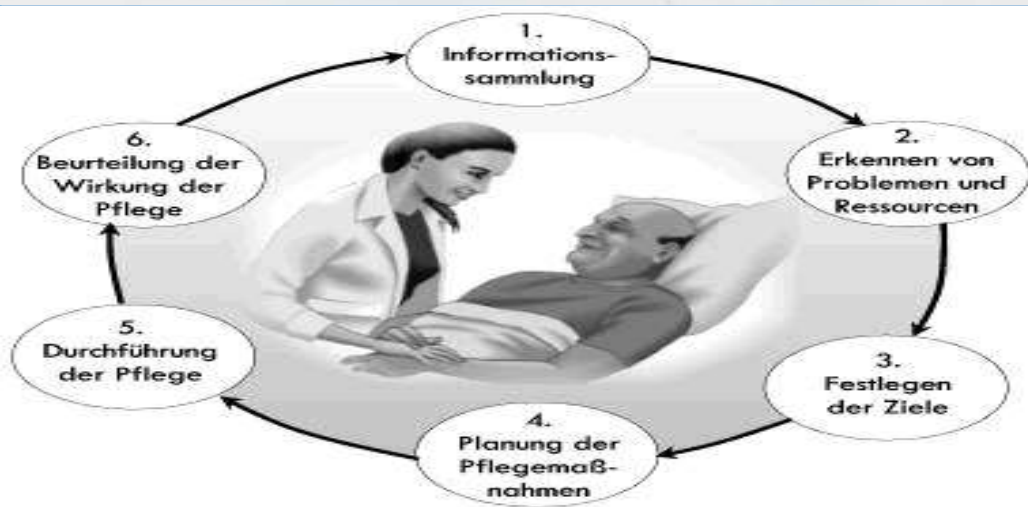 1.
Informations-
sammlung
2.
Erkennen von
Problemen und
Ressourcen
3.
Festlegen
der Ziele
4.
Planung der
Pflegemaß-
nahmen
5.
Durchführung
der Pflege
6.
Beurteilung der
Wirkung der
Pflege